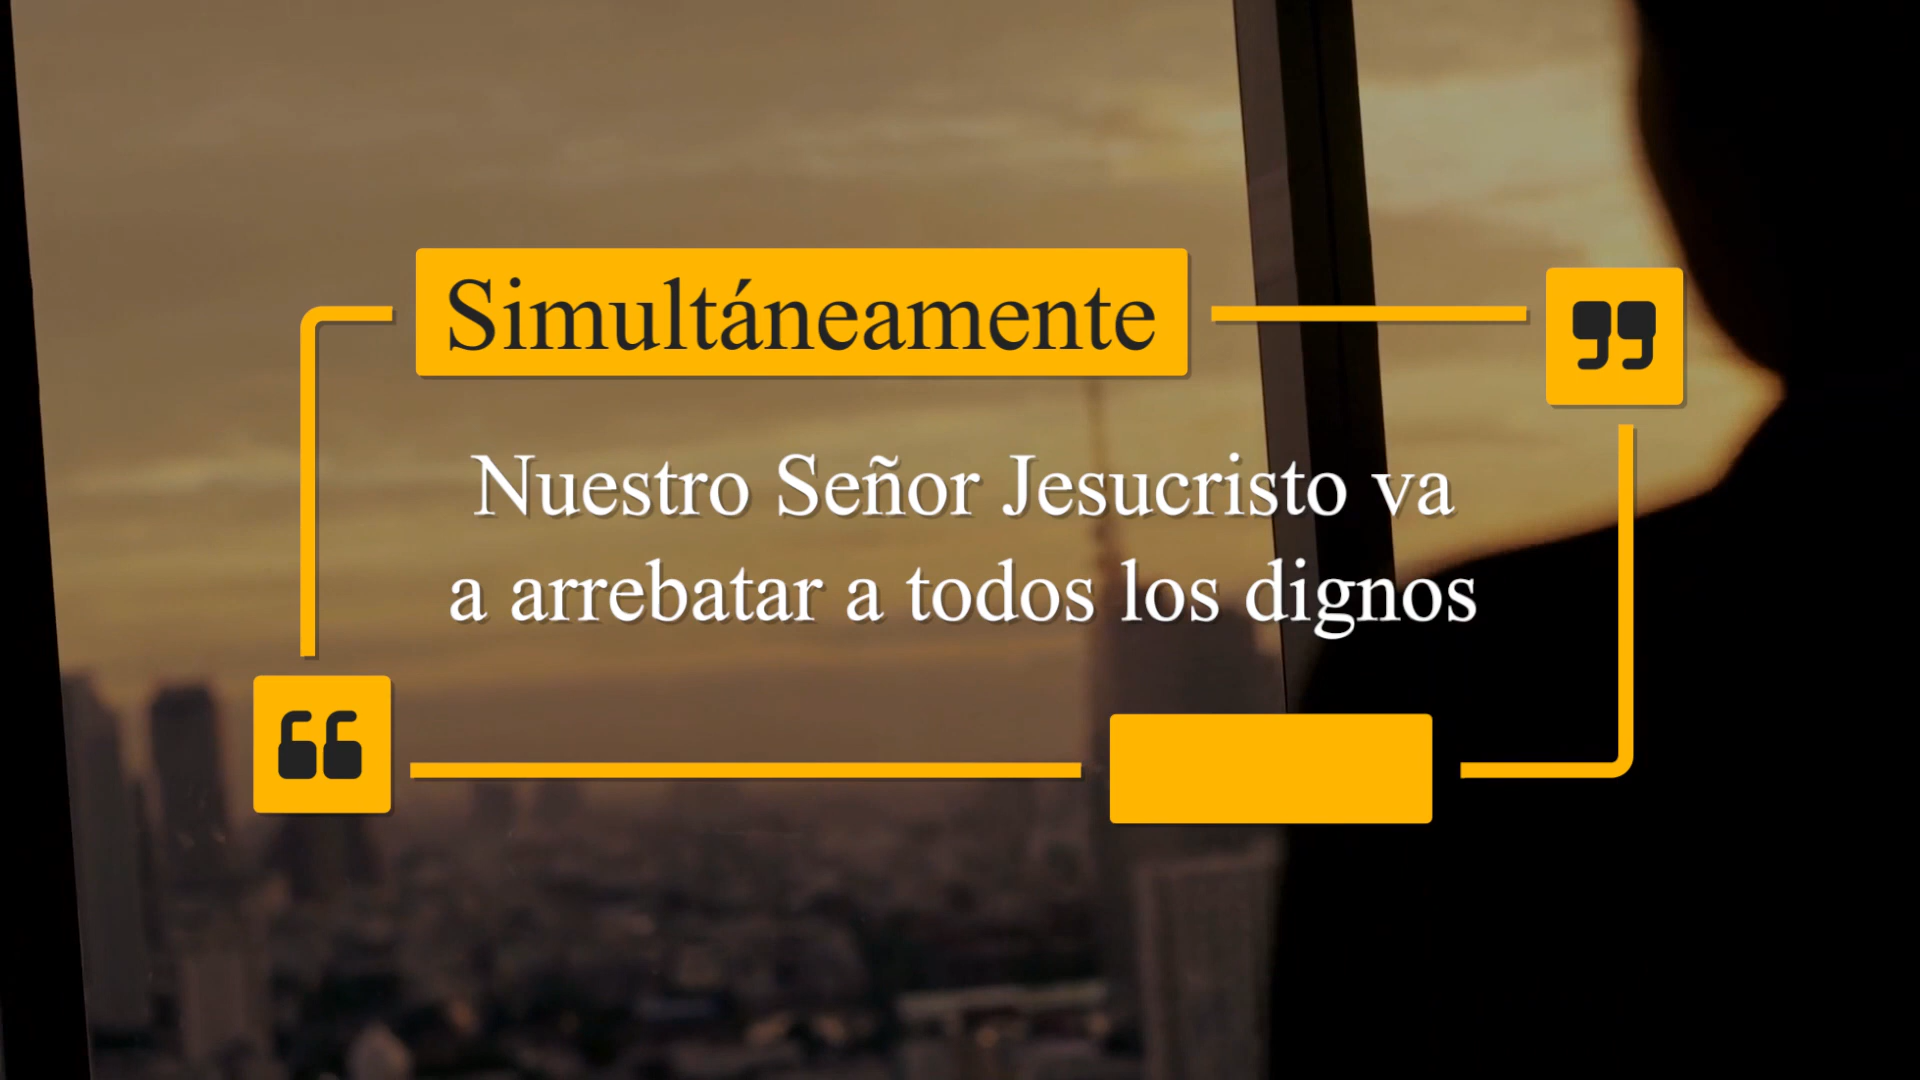 Simultáneamente
Nuestro Señor Jesucristo va
a arrebatar a todos los dignos